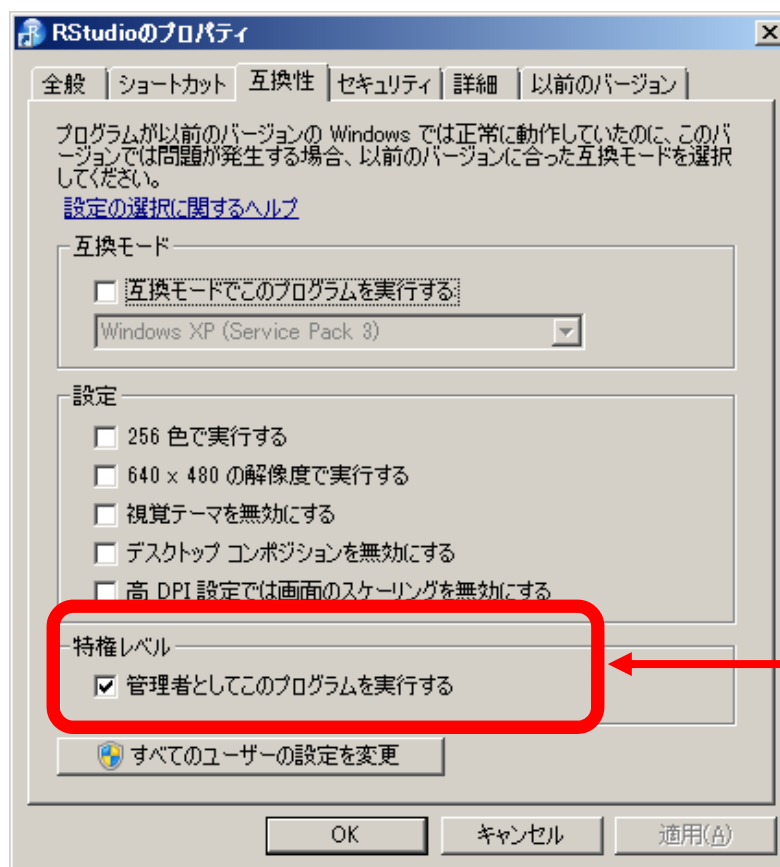 RStudioのプロパティ
全般
ショートカット
互換性
セキュリティ
詳細
以前のバージョン
プログラムが以前のバージョンの Windows では正常に動作していたのに、このバ
ージョンでは問題が発生する場合、以前のバージョンに合った互換モードを選択
してください。
設定の選択に関するヘルプ
互換モード
互換モードでこのプログラムを実行する:
Windows XP (Service Pack 3)
設定
256 色で実行する
640 x 480 の解像度で実行する
視覚テーマを無効にする
デスクトップ コンポジションを無効にする
高 DPI 設定では画面のスケーリングを無効にする
特権レベル
管理者としてこのプログラムを実行する
すべてのユーザーの設定を変更
OK
キャンセル
適用(A)